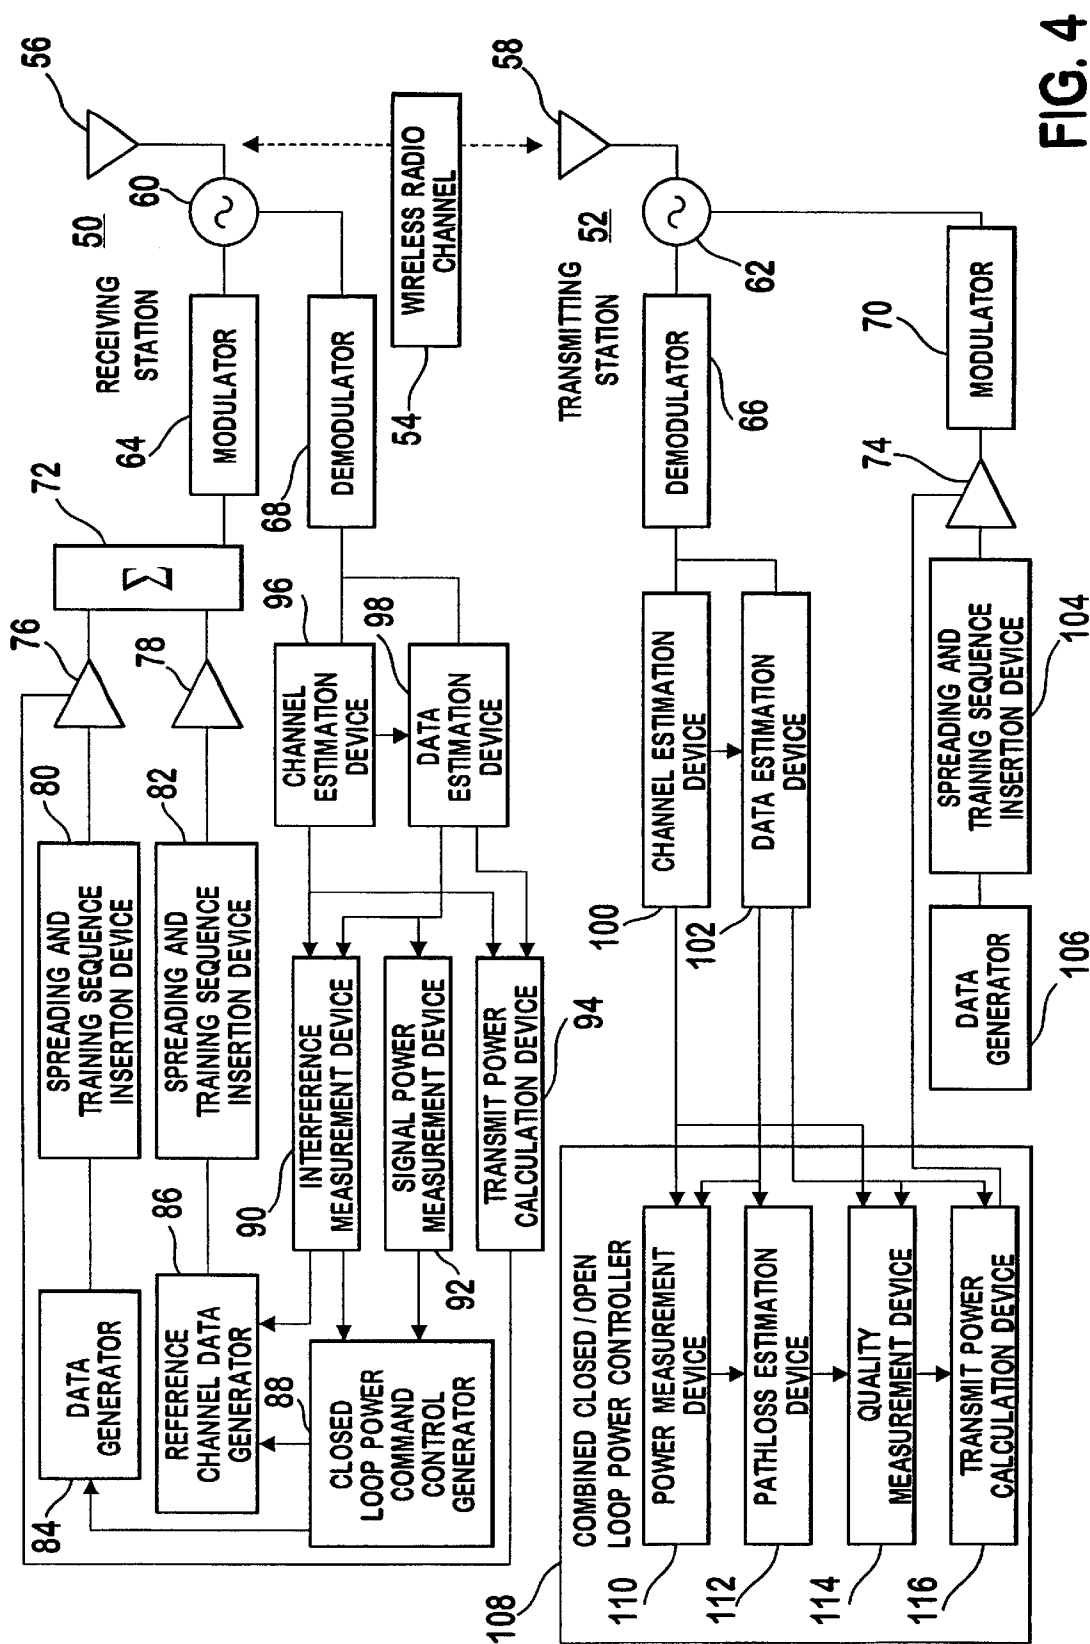 84
DATA
GENERATOR
80
SPREADING AND
TRAINING SEQUENCE
INSERTION DEVICE
76
72
Σ
86
REFERENCE
CHANNEL DATA
GENERATOR
82
SPREADING AND
TRAINING SEQUENCE
INSERTION DEVICE
78
64
MODULATOR
RECEIVING
STATION
50
60
56
88
CLOSED
LOOP POWER
COMMAND
CONTROL
GENERATOR
90
INTERFERENCE
MEASUREMENT DEVICE
92
SIGNAL POWER
MEASUREMENT DEVICE
TRANSMIT POWER
CALCULATION DEVICE
94
96
CHANNEL
ESTIMATION
DEVICE
98
DATA
ESTIMATION
DEVICE
68
DEMODULATOR
54
WIRELESS RADIO
CHANNEL
108
COMBINED CLOSED/OPEN
LOOP POWER CONTROLLER
110
POWER MEASUREMENT
DEVICE
112
PATHLOSS ESTIMATION
DEVICE
114
QUALITY
MEASUREMENT DEVICE
116
TRANSMIT POWER
CALCULATION DEVICE
100
CHANNEL ESTIMATION
DEVICE
102
DATA ESTIMATION
DEVICE
TRANSMITTING
STATION
52
DEMODULATOR
66
62
58
106
DATA
GENERATOR
104
SPREADING AND
TRAINING SEQUENCE
INSERTION DEVICE
74
70
MODULATOR
FIG. 4